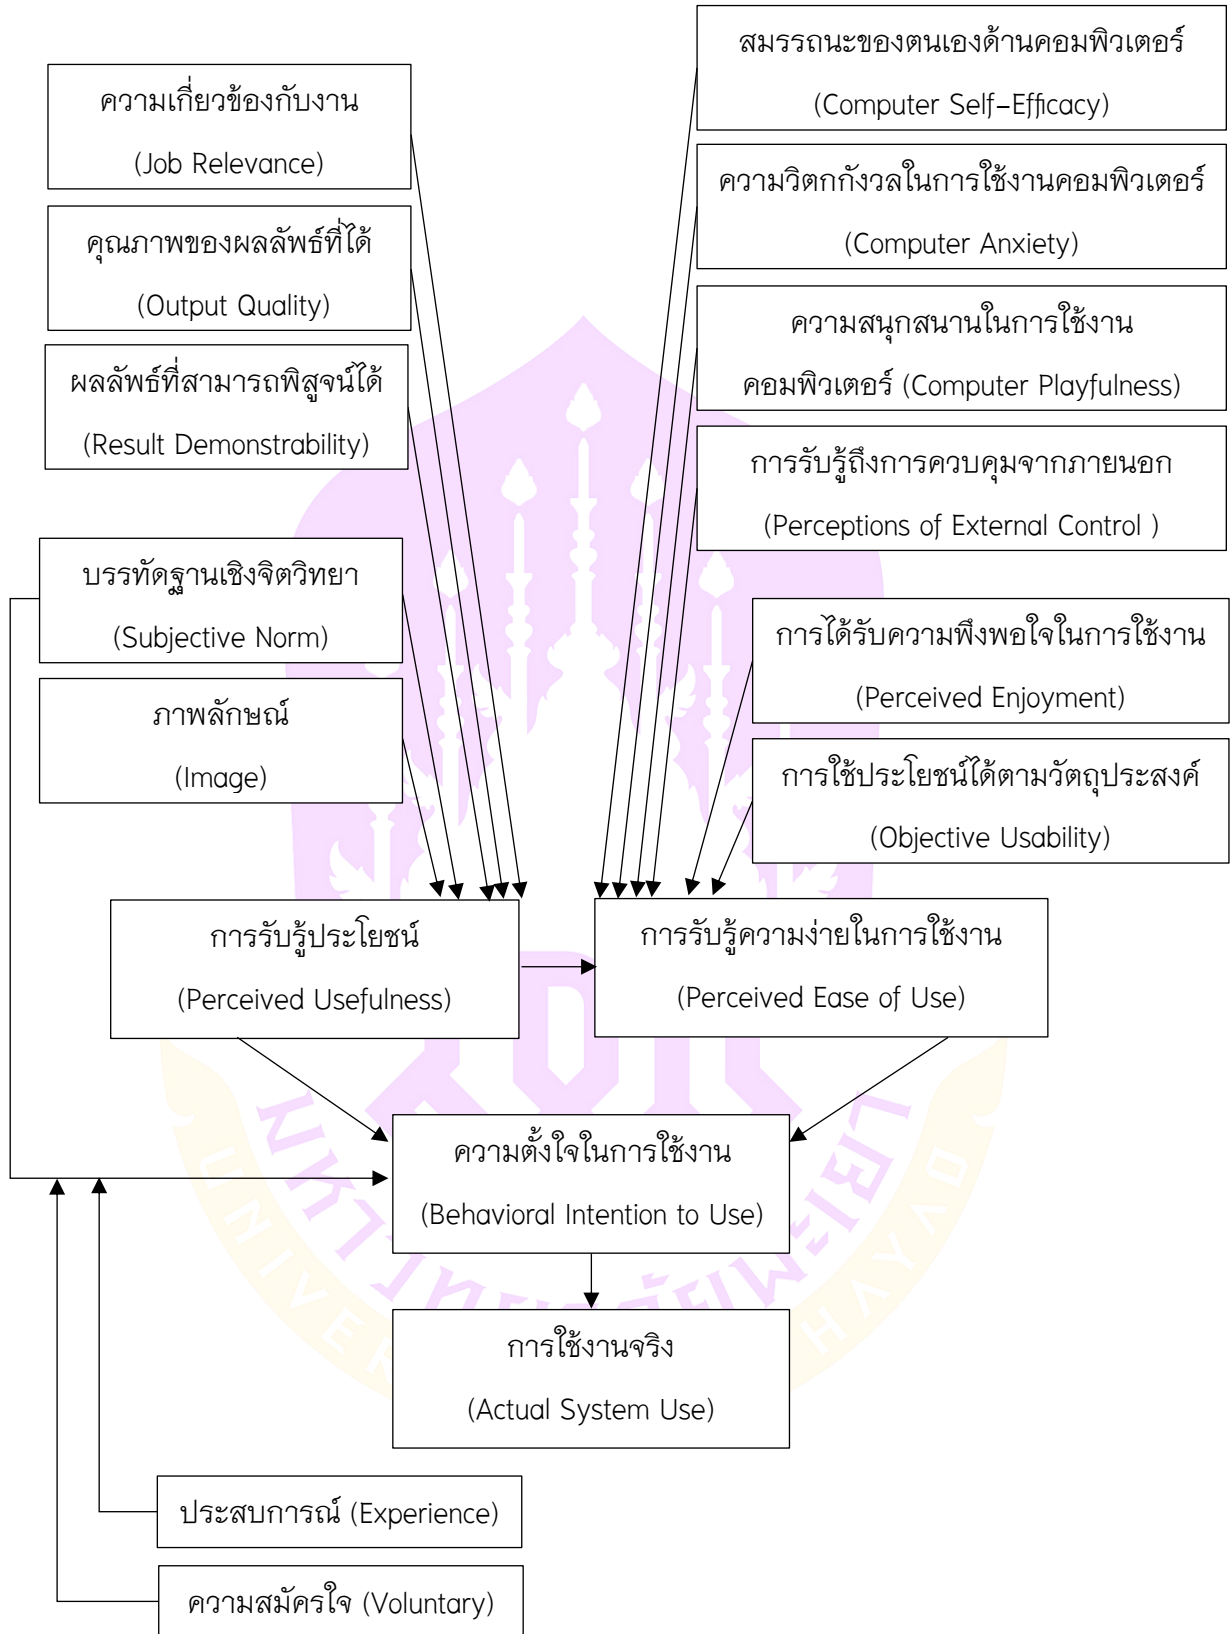 สมรรถนะของตนเองด้านคอมพิวเตอร์
(Computer Self-Efficacy)
ความเกี่ยวข้องกับงาน
(Job Relevance)
ความวิตกกังวลในการใช้งานคอมพิวเตอร์
(Computer Anxiety)
คุณภาพของผลลัพธ์ที่ได้
(Output Quality)
ความสนุกสนานในการใช้งาน
คอมพิวเตอร์ (Computer Playfulness)
ผลลัพธ์ที่สามารถพิสูจน์ได้
(Result Demonstrability)
การรับรู้ถึงการควบคุมจากภายนอก
(Perceptions of External Control )
บรรทัดฐานเชิงจิตวิทยา
(Subjective Norm)
การได้รับความพึงพอใจในการใช้งาน
(Perceived Enjoyment)
ภาพลักษณ์
(Image)
การใช้ประโยชน์ได้ตามวัตถุประสงค์
(Objective Usability)
การรับรู้ประโยชน์
(Perceived Usefulness)
การรับรู้ความง่ายในการใช้งาน
(Perceived Ease of Use)
ความตั้งใจในการใช้งาน
(Behavioral Intention to Use)
การใช้งานจริง
(Actual System Use)
ประสบการณ์ (Experience)
ความสมัครใจ (Voluntary)